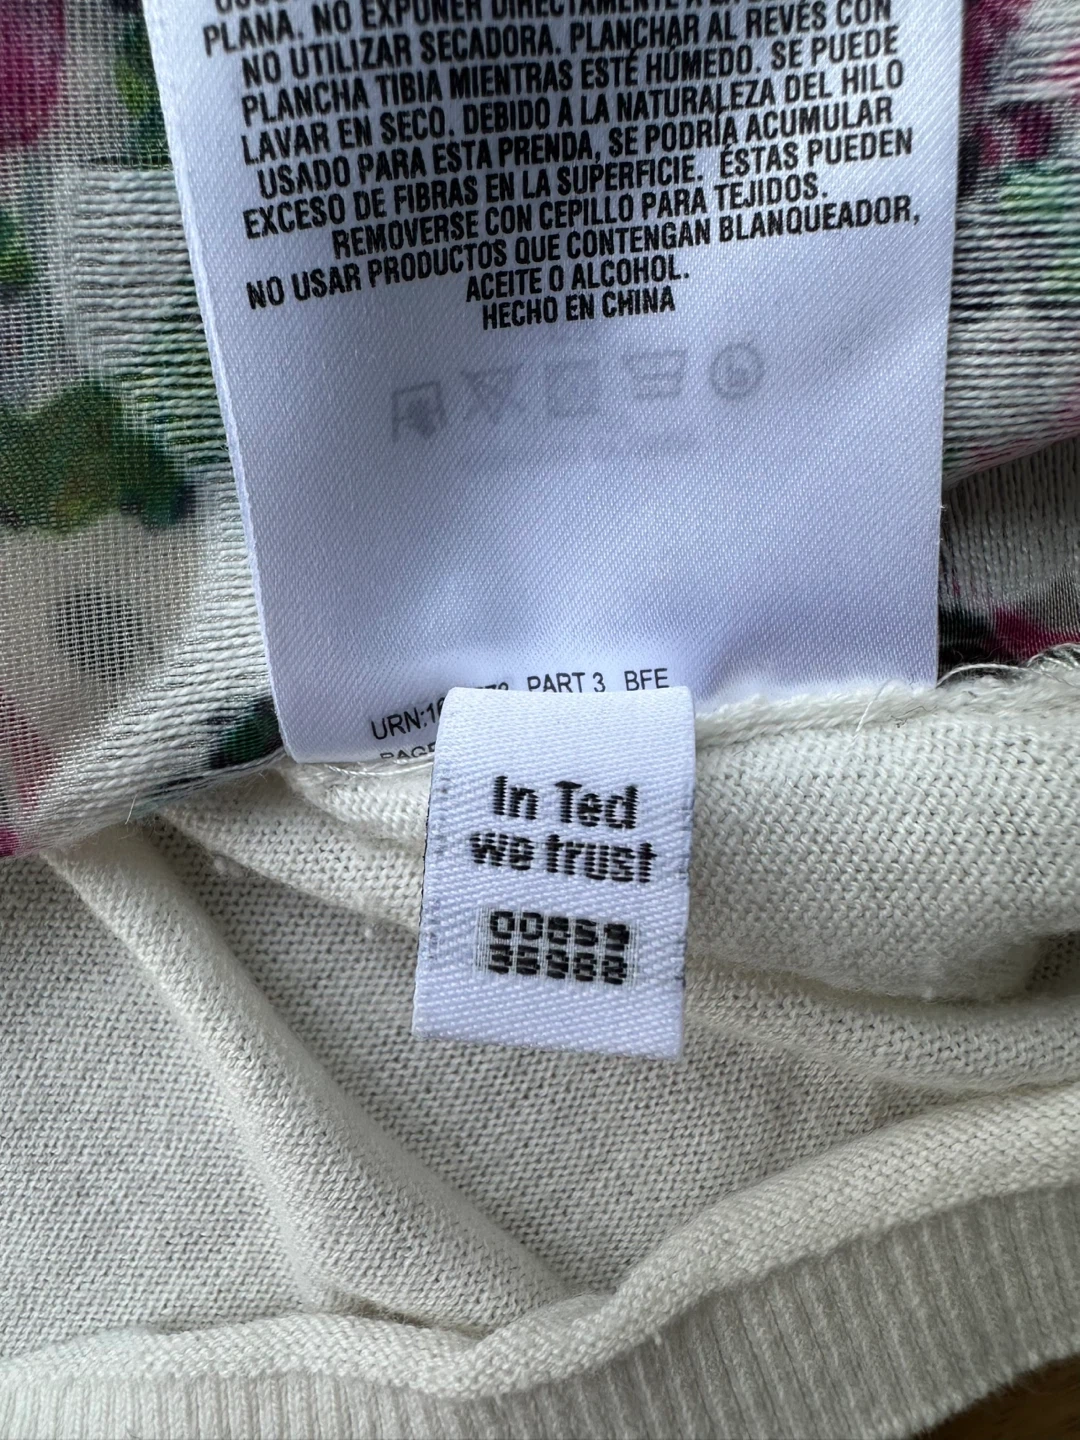 PLANA. NO EXPONER DIRECTAMENTE A LA
NO UTILIZAR SECADORA. PLANCHAR AL REVÉS CON
PLANCHA TIBIA MIENTRAS ESTÉ HÚMEDO. SE PUEDE
LAVAR EN SECO. DEBIDO A LA NATURALEZA DEL HILO
USADO PARA ESTA PRENDA, SE PODRÍA ACUMULAR
EXCESO DE FIBRAS EN LA SUPERFICIE. ÉSTAS PUEDEN
REMOVERSE CON CEPILLO PARA TEJIDOS.
NO USAR PRODUCTOS QUE CONTENGAN BLANQUEADOR,
ACEITE O ALCOHOL.
HECHO EN CHINA
PART 3 BFE
In Ted
we trust
00659
35988